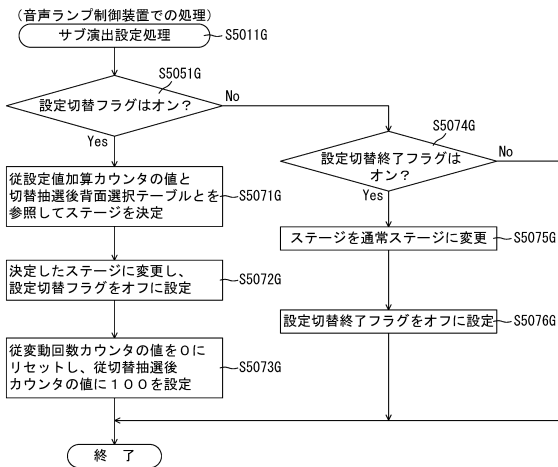 (音声ランプ制御装置での処理)
サブ演出設定処理
S5011G
S5051G
設定切替フラグはオン?
No
Yes
S5074G
設定切替終了フラグは
オン?
No
Yes
従設定値加算カウンタの値と
切替抽選後背面選択テーブルとを
参照してステージを決定
S5071G
ステージを通常ステージに変更
S5075G
決定したステージに変更し、
設定切替フラグをオフに設定
S5072G
設定切替終了フラグをオフに設定
S5076G
従変動回数カウンタの値を0に
リセットし、従切替抽選後
カウンタの値に100を設定
S5073G
終了